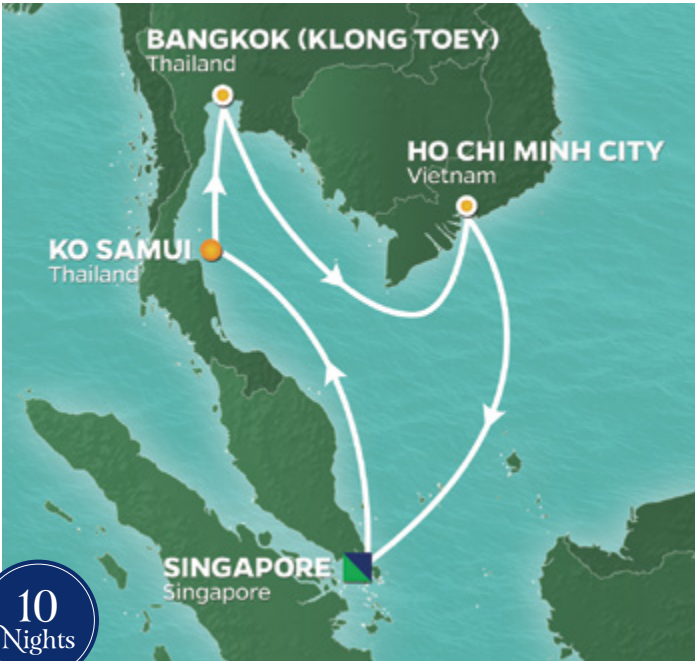 BANGKOK (KLONG TOEY)
Thailand
HO CHI MINH CITY
Vietnam
KO SAMUI
Thailand
SINGAPORE
Singapore
10
Nights